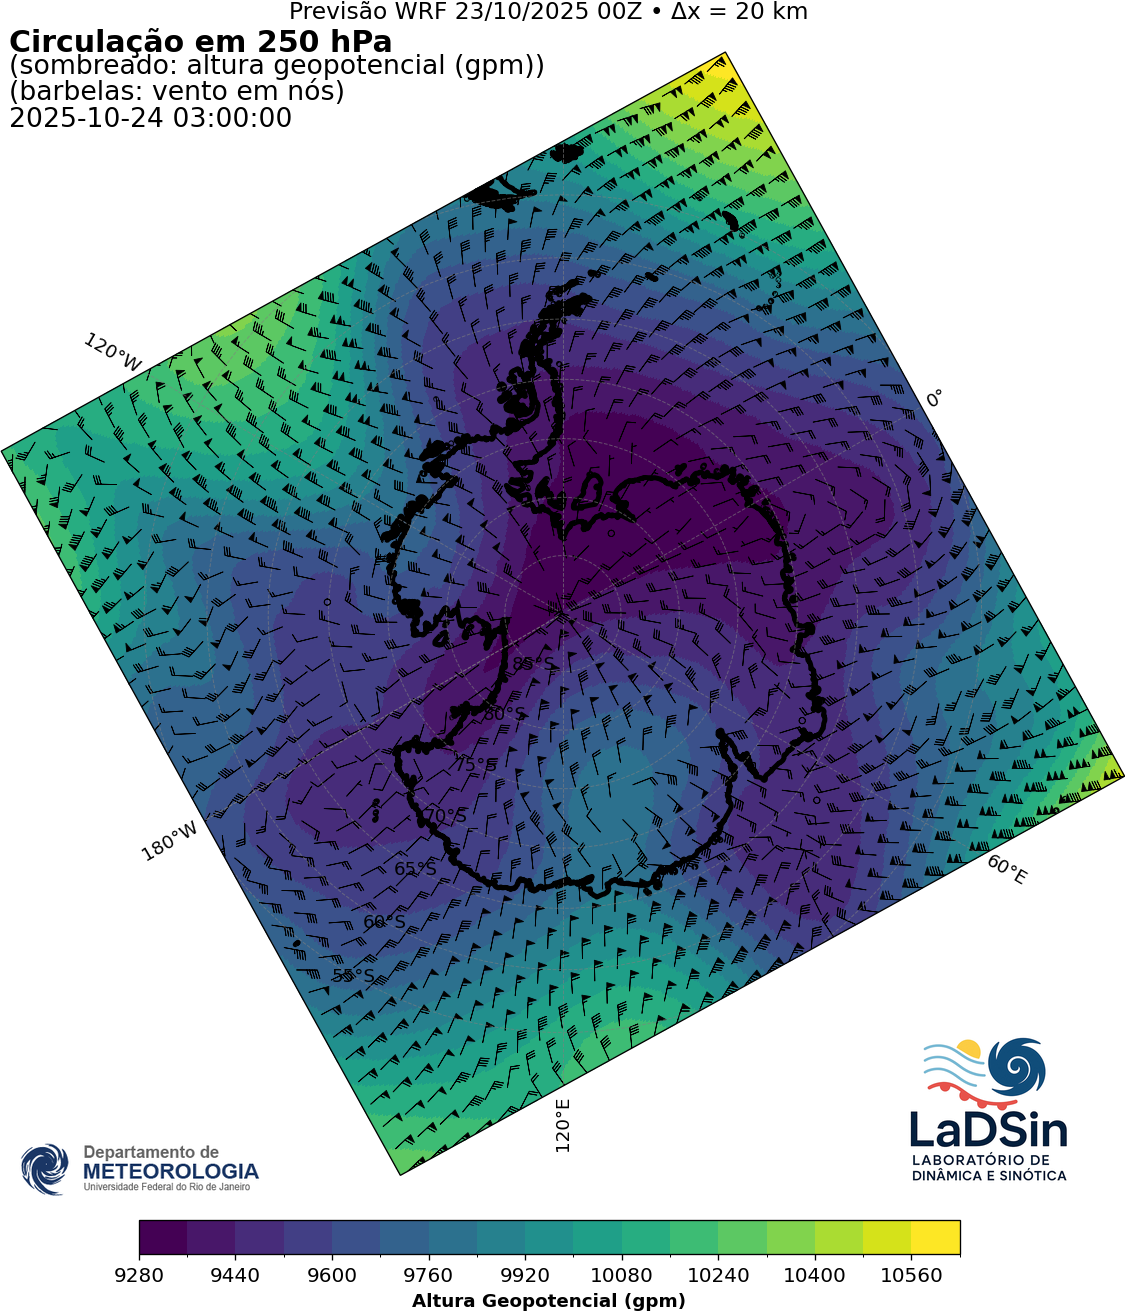 Previsão WRF 23/10/2025 00Z • Δx = 20 km
Circulação em 250 hPa
(sombreado: altura geopotencial (gpm))
(barbelas: vento em nós)
2025-10-24 03:00:00
120°W
0°
85°S
80°S
75°S
70°S
65°S
60°S
55°S
180°W
60°E
120°E
LaDSin
LABORATÓRIO DE
DINÂMICA E SINÓTICA
Departamento de
METEOROLOGIA
Universidade Federal do Rio de Janeiro
9280 9440 9600 9760 9920 10080 10240 10400 10560
Altura Geopotencial (gpm)